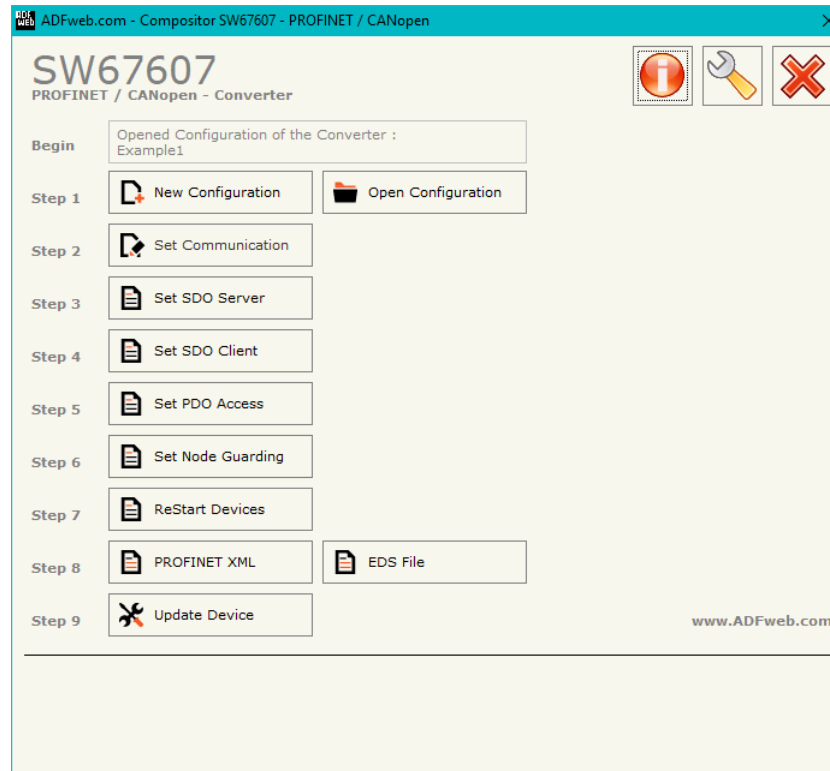 ADFweb.com - Compositor SW67607 - PROFINET / CANopen
SW67607
PROFINET / CANopen - Converter
Begin
Opened Configuration of the Converter :
Example1
Step 1
New Configuration
Open Configuration
Step 2
Set Communication
Step 3
Set SDO Server
Step 4
Set SDO Client
Step 5
Set PDO Access
Step 6
Set Node Guarding
Step 7
ReStart Devices
Step 8
PROFINET XML
EDS File
Step 9
Update Device
www.ADFweb.com